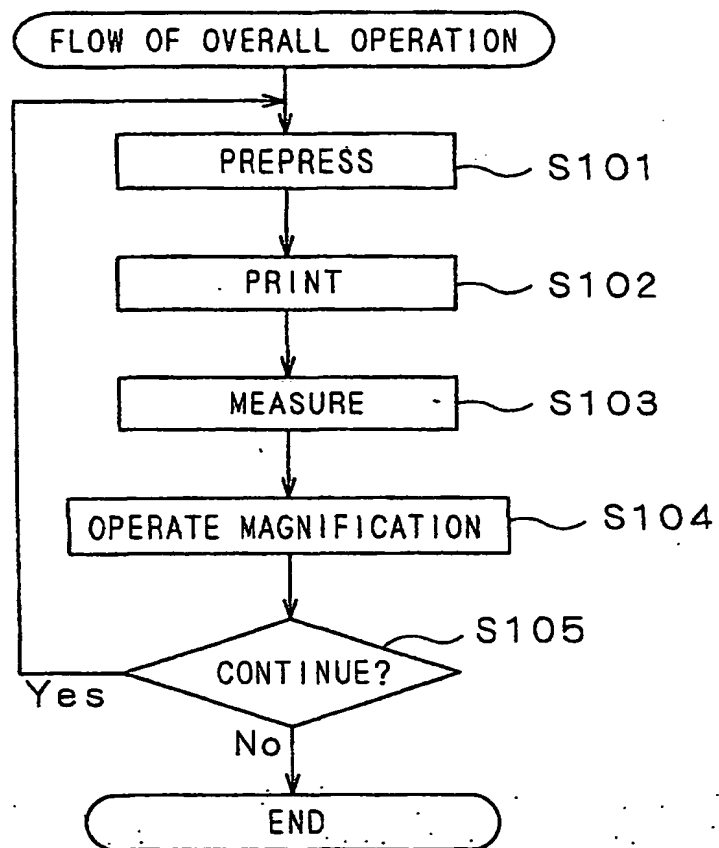 FLOW OF OVERALL OPERATION
PREPRESS
S101
PRINT
S102
MEASURE
S103
OPERATE MAGNIFICATION
S104
S105
CONTINUE?
Yes
No
END